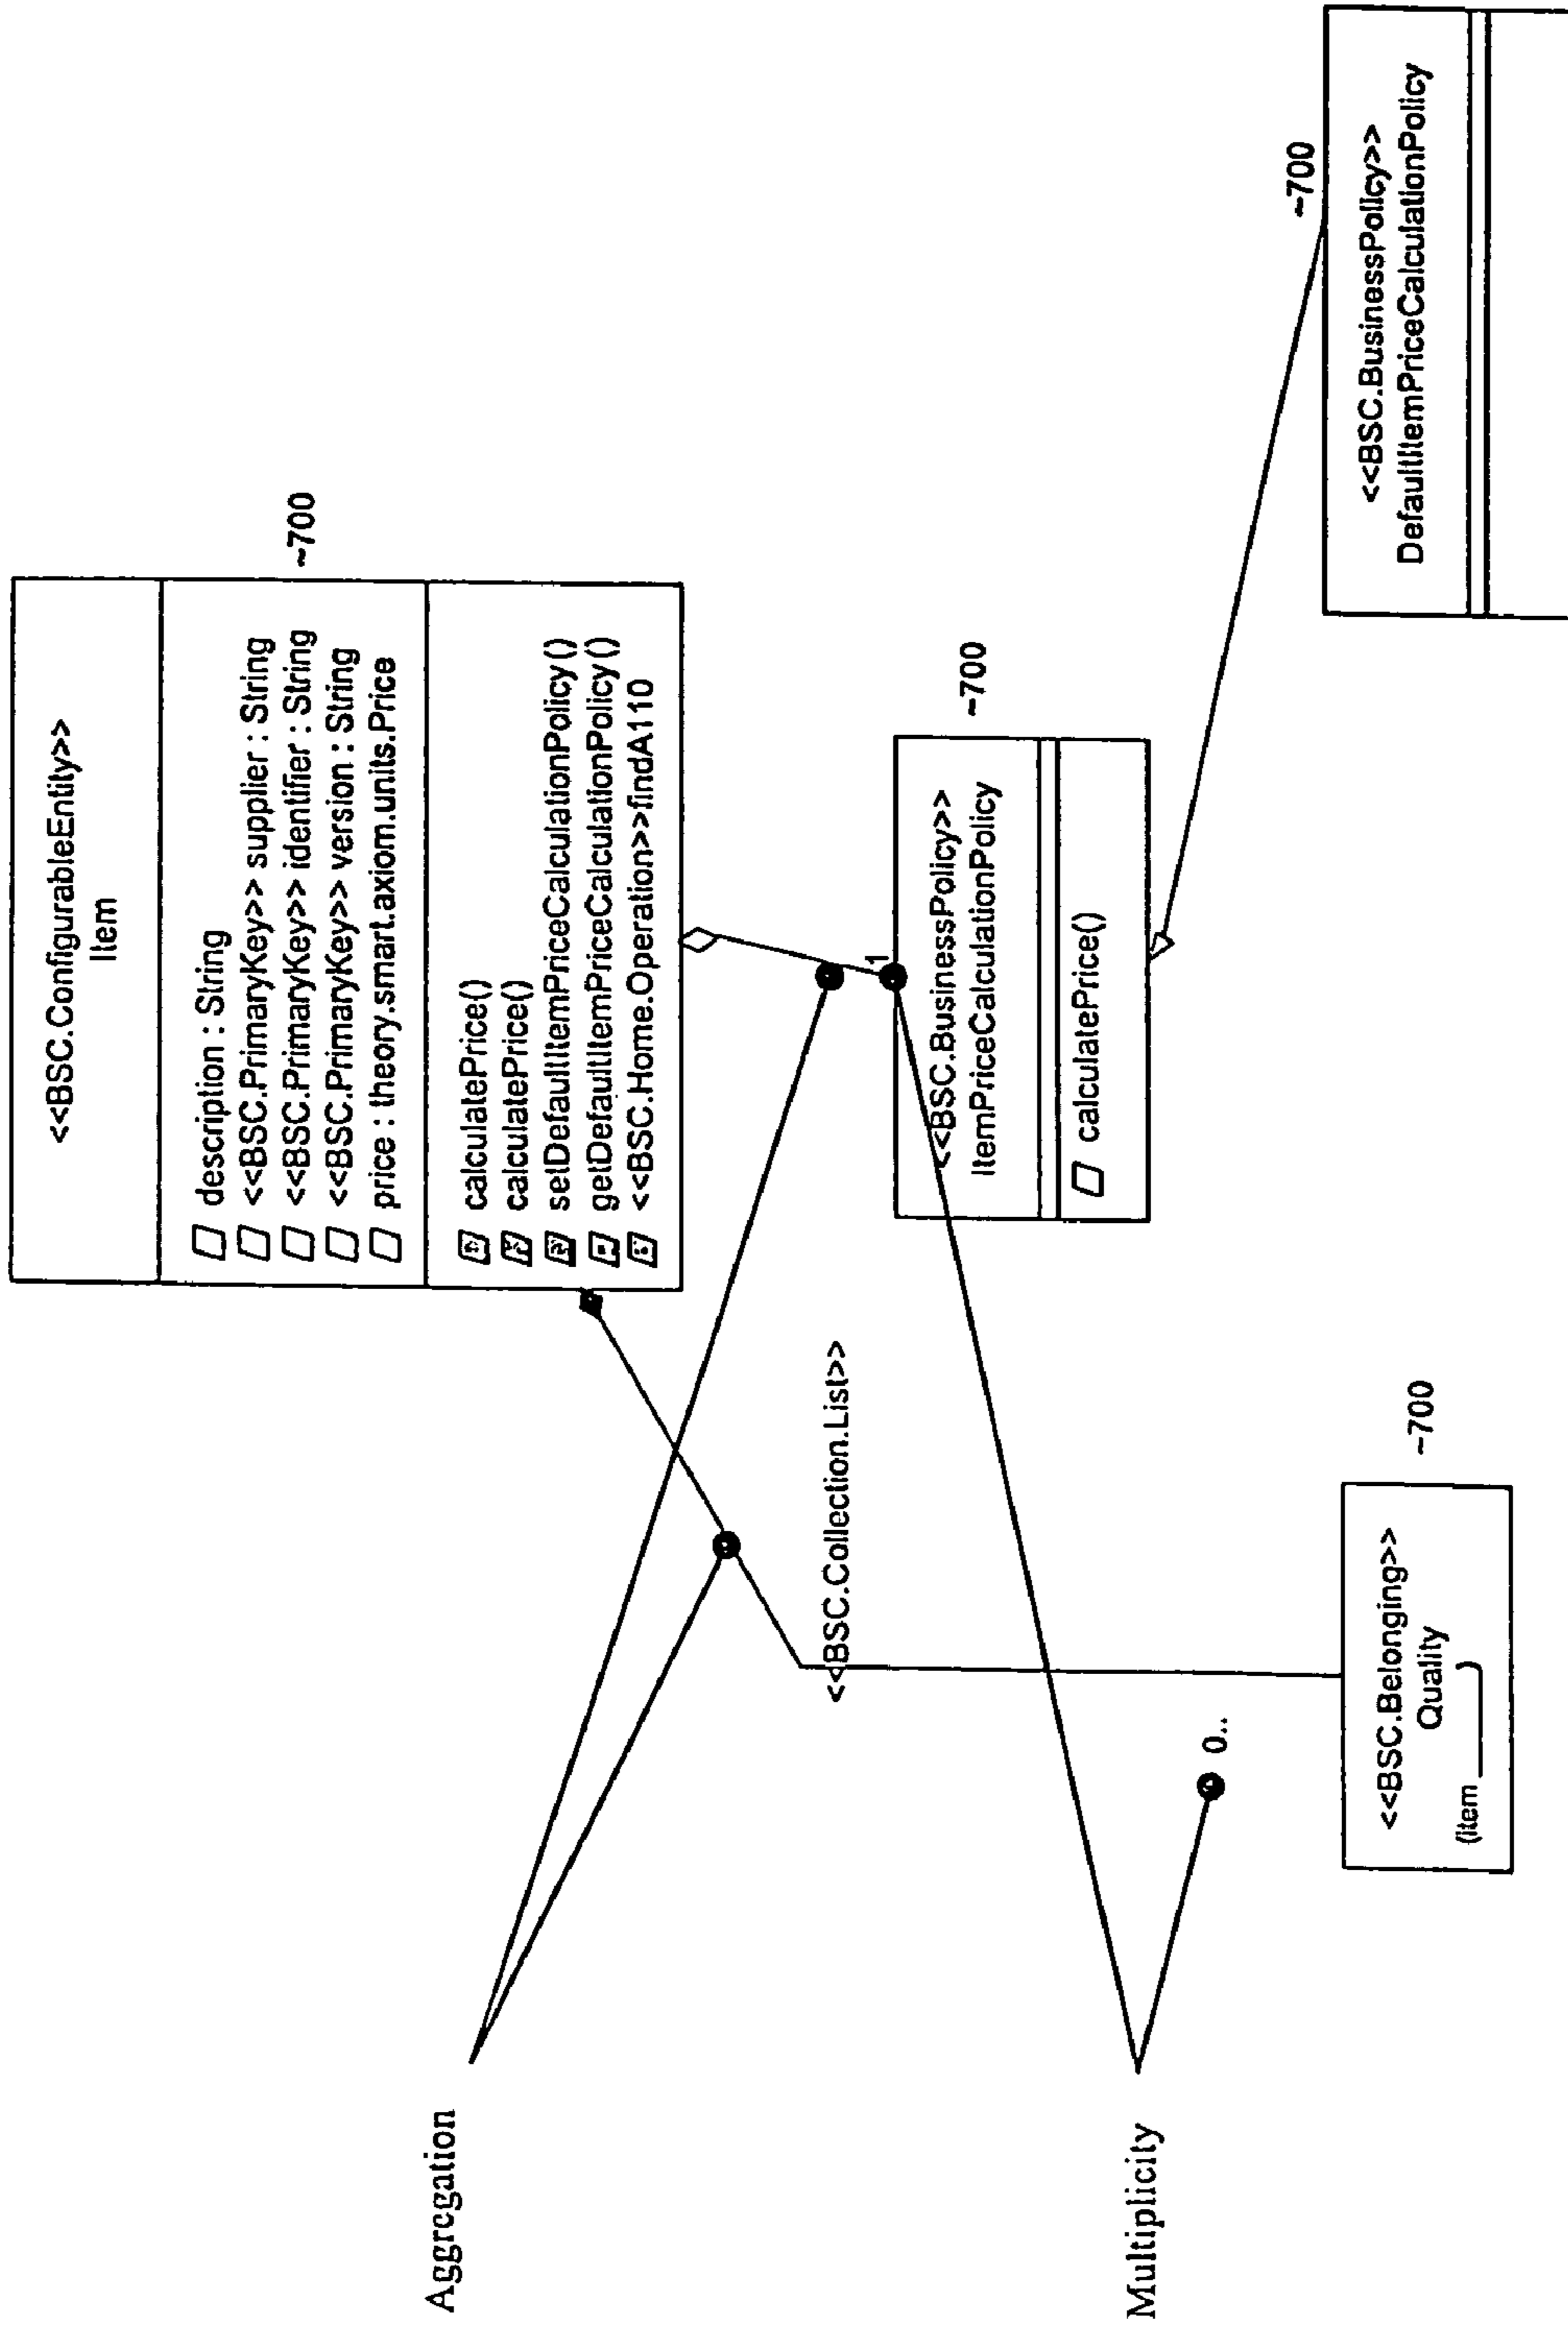 <<BSC.ConfigurableEntity>>
Item
description : String
<<BSC.PrimaryKey>> supplier : String
<<BSC.PrimaryKey>> identifier : String
<<BSC.PrimaryKey>> version : String
price : theory.smart.axiom.units.Price
~700
calculatePrice()
calculatePrice()
setDefaultItemPriceCalculationPolicy()
getDefaultItemPriceCalculationPolicy()
<<BSC.Home.Operation>>findA110
Aggregation
<<BSC.Collection.List>>
1
<<BSC.BusinessPolicy>>
ItemPriceCalculationPolicy
~700
calculatePrice()
Multiplicity
0..
<<BSC.Belonging>>
Quality
(Item )
~700
~700
<<BSC.BusinessPolicy>>
DefaultItemPriceCalculationPolicy